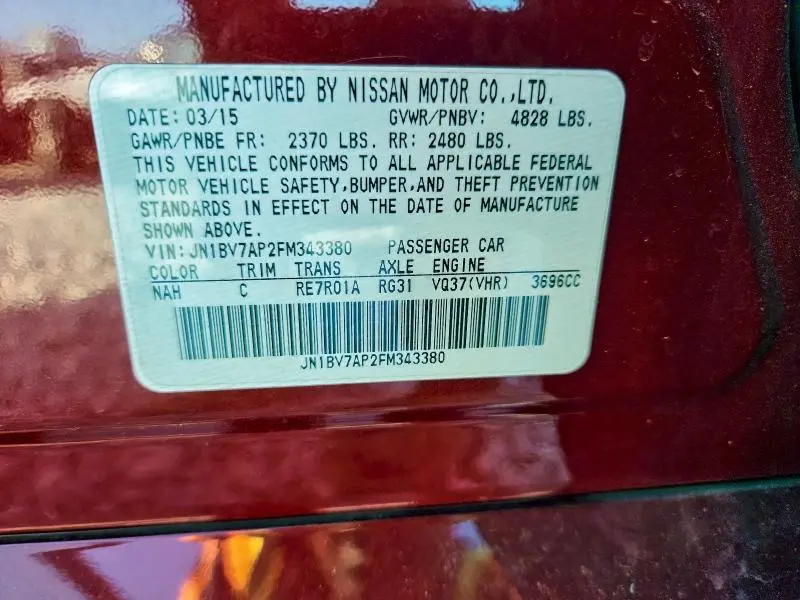 MANUFACTURED BY NISSAN MOTOR CO.,LTD.
DATE: 03/15 GVWR/PNBV: 4828 LBS.
GAWR/PNBE FR: 2370 LBS. RR: 2480 LBS.
THIS VEHICLE CONFORMS TO ALL APPLICABLE FEDERAL
MOTOR VEHICLE SAFETY,BUMPER,AND THEFT PREVENTION
STANDARDS IN EFFECT ON THE DATE OF MANUFACTURE
SHOWN ABOVE.
VIN:JN1BV7AP2FM343380 PASSENGER CAR
COLOR TRIM TRANS AXLE ENGINE
NAH C RE7R01A RG31 VQ37(VHR) 3696CC
JN1BV7AP2FM343380